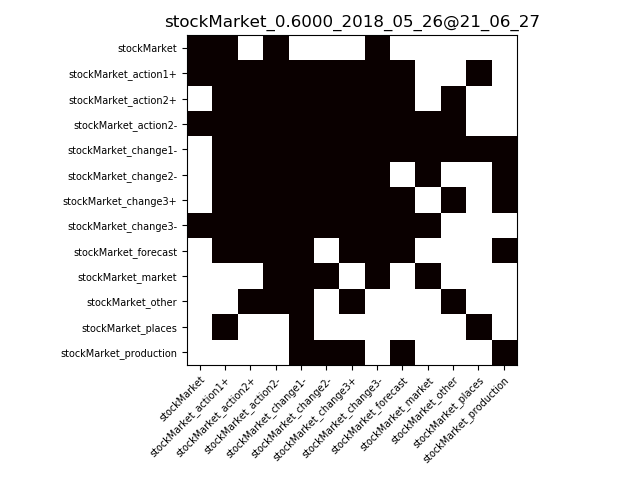 stockMarket_0.6000_2018_05_26@21_06_27
stockMarket
stockMarket_action1+
stockMarket_action2+
stockMarket_action2-
stockMarket_change1-
stockMarket_change2-
stockMarket_change3+
stockMarket_change3-
stockMarket_forecast
stockMarket_market
stockMarket_other
stockMarket_places
stockMarket_production
stockMarket
stockMarket_action1+
stockMarket_action2+
stockMarket_action2-
stockMarket_change1-
stockMarket_change2-
stockMarket_change3+
stockMarket_change3-
stockMarket_forecast
stockMarket_market
stockMarket_other
stockMarket_places
stockMarket_production